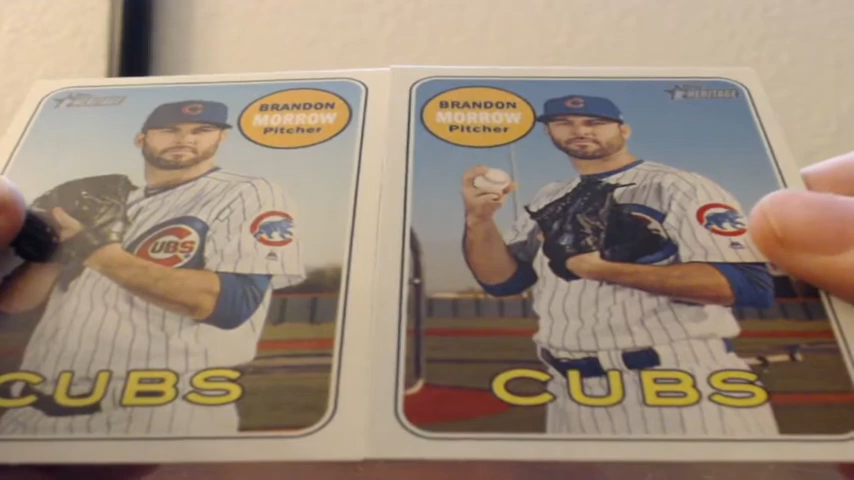 HERITAGE
BRANDON
MORROW
Pitcher
CUBS
CUBS
BRANDON
MORROW
Pitcher
HERITAGE
CUBS